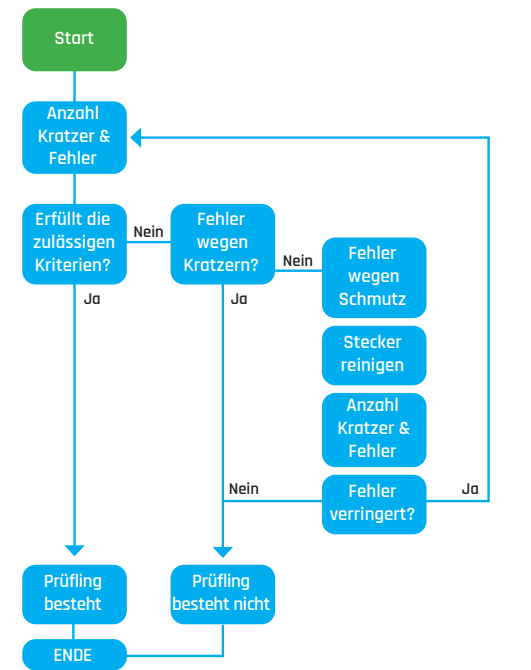 Start
Anzahl
Kratzer &
Fehler
Erfüllt die
zulässigen
Kriterien?
Nein
Fehler
wegen
Kratzern?
Nein
Fehler
wegen
Schmutz
Ja
Ja
Stecker
reinigen
Anzahl
Kratzer &
Fehler
Nein
Fehler
verringert?
Ja
Prüfling
besteht
Prüfling
besteht nicht
ENDE